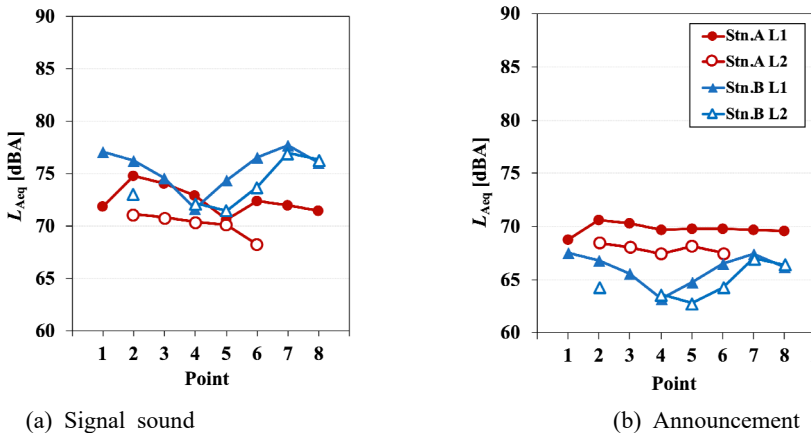 90
85
80
75
70
65
60
L_Aeq [dBA]
1 2 3 4 5 6 7 8
Point
(a) Signal sound
90
85
80
75
70
65
60
L_Aeq [dBA]
Stn.A L1
Stn.A L2
Stn.B L1
Stn.B L2
1 2 3 4 5 6 7 8
Point
(b) Announcement